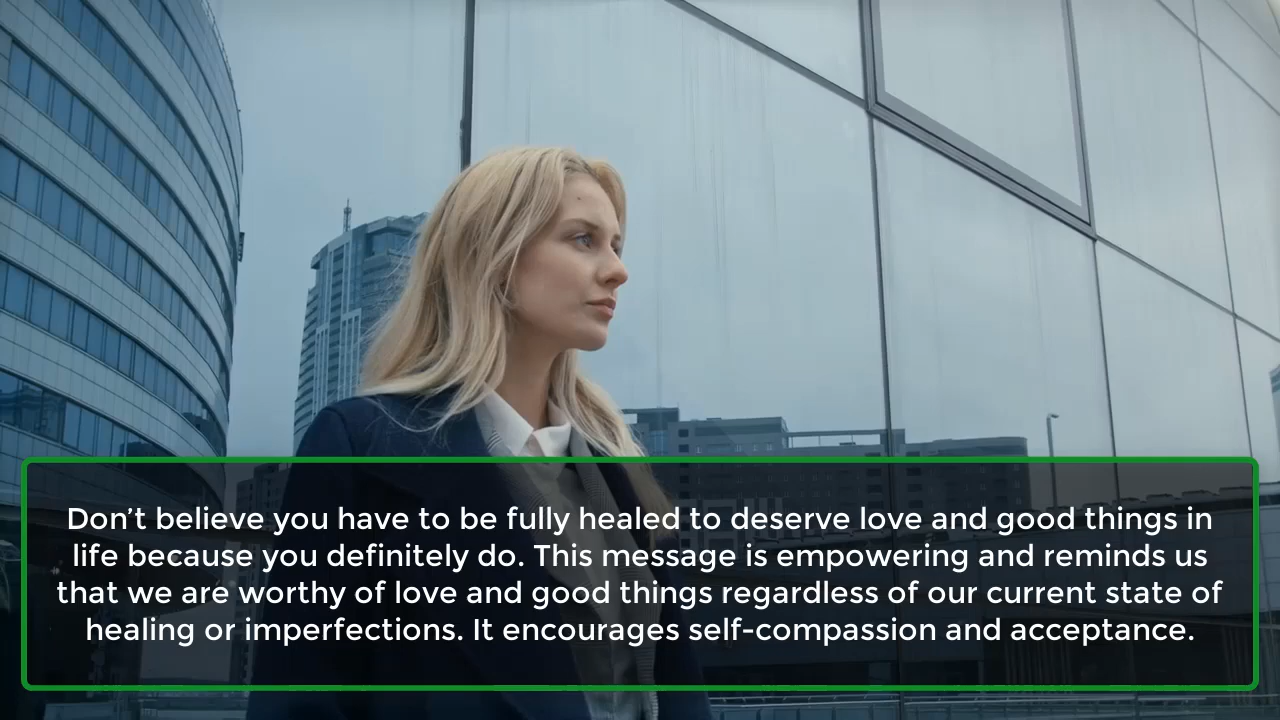 Don’t believe you have to be fully healed to deserve love and good things in
life because you definitely do. This message is empowering and reminds us
that we are worthy of love and good things regardless of our current state of
healing or imperfections. It encourages self-compassion and acceptance.